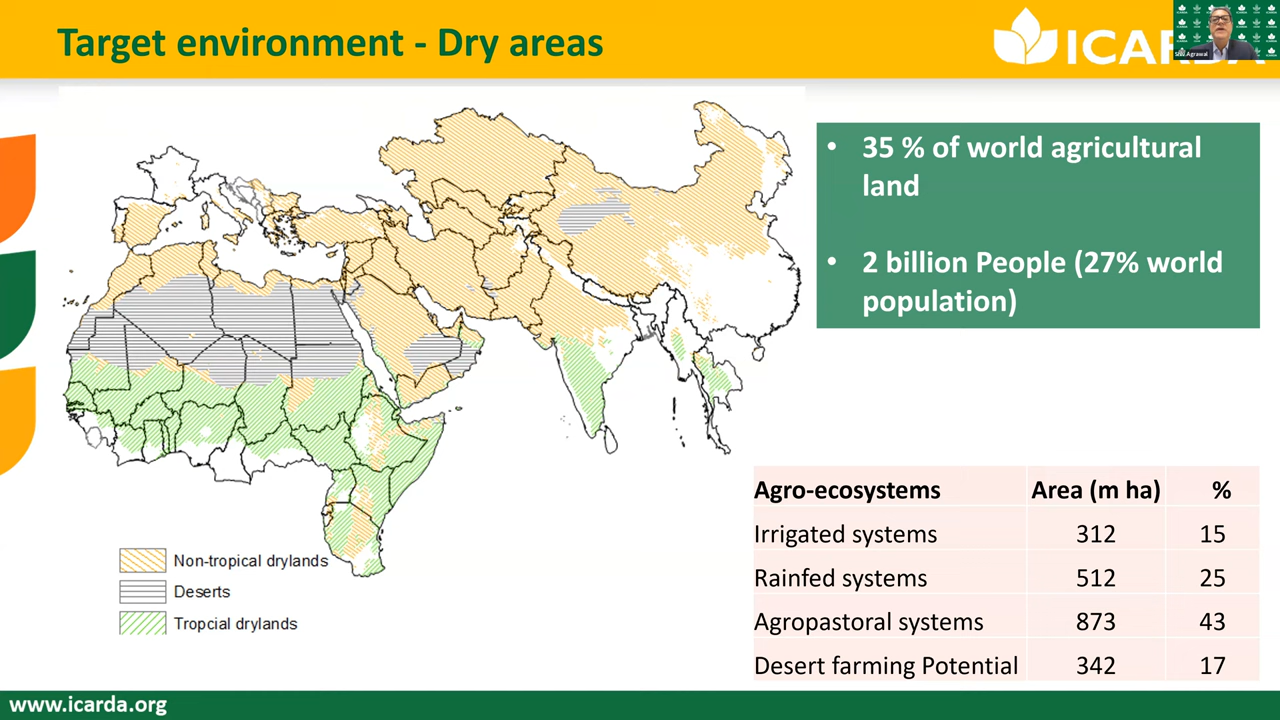 Target environment - Dry areas
ICARDA
Shiv Agrawal
• 35 % of world agricultural
land
• 2 billion People (27% world
population)
Non-tropical drylands
Deserts
Tropcial drylands
Agro-ecosystems Area (m ha) %
Irrigated systems 312 15
Rainfed systems 512 25
Agropastoral systems 873 43
Desert farming Potential 342 17
www.icarda.org